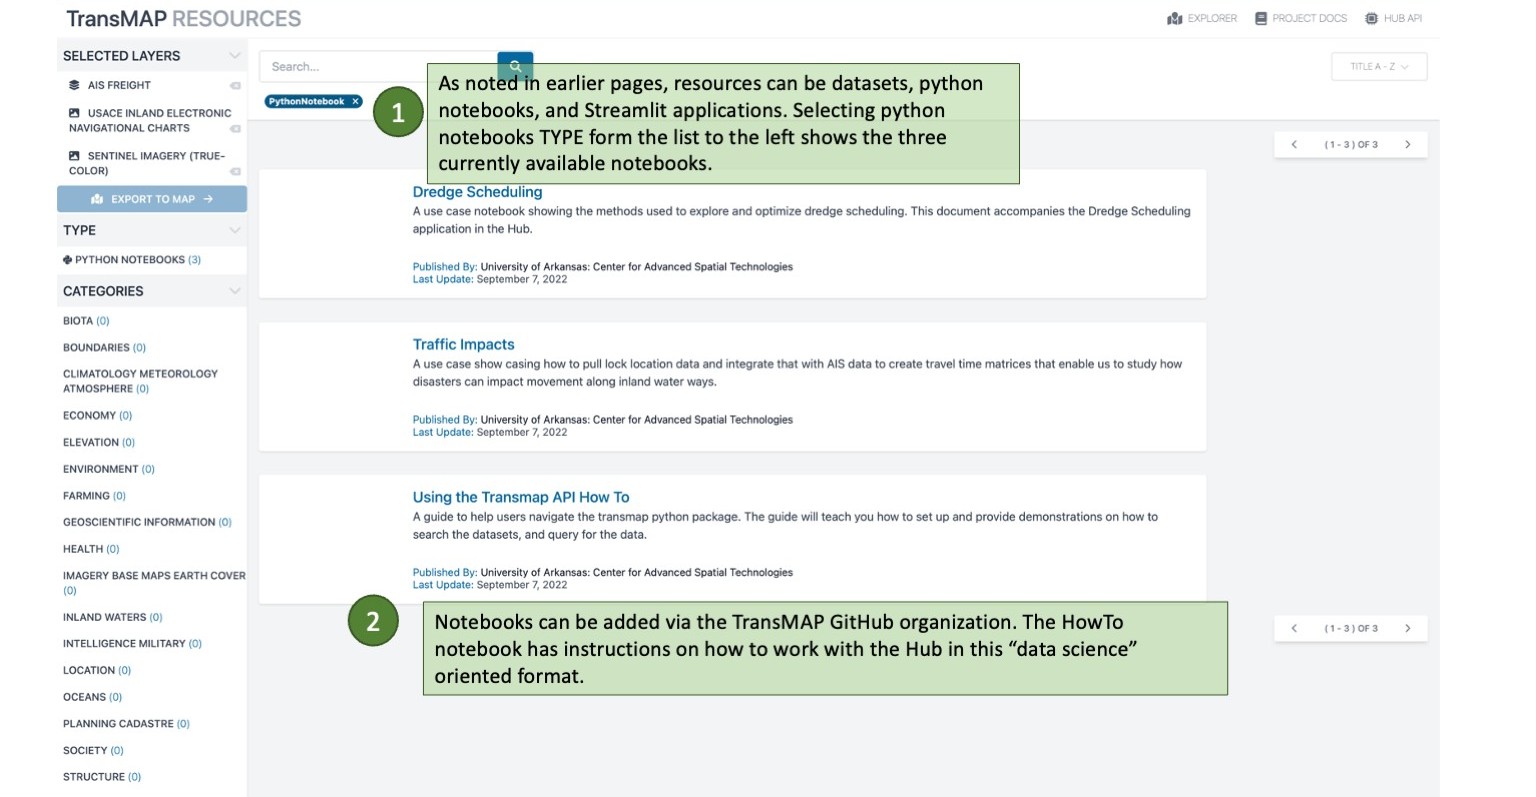 TransMAP RESOURCES
EXPLORER
PROJECT DOCS
HUB API
SELECTED LAYERS
AIS FREIGHT
USACE INLAND ELECTRONIC
NAVIGATIONAL CHARTS
SENTINEL IMAGERY (TRUE-
COLOR)
EXPORT TO MAP →
TYPE
PYTHON NOTEBOOKS (3)
CATEGORIES
BIOTA (0)
BOUNDARIES (0)
CLIMATOLOGY METEOROLOGY
ATMOSPHERE (0)
ECONOMY (0)
ELEVATION (0)
ENVIRONMENT (0)
FARMING (0)
GEOSCIENTIFIC INFORMATION (0)
HEALTH (0)
IMAGERY BASE MAPS EARTH COVER
(0)
INLAND WATERS (0)
INTELLIGENCE MILITARY (0)
LOCATION (0)
OCEANS (0)
PLANNING CADASTRE (0)
SOCIETY (0)
STRUCTURE (0)
Search...
TITLE A - Z
PythonNotebook ×
1
As noted in earlier pages, resources can be datasets, python
notebooks, and Streamlit applications. Selecting python
notebooks TYPE form the list to the left shows the three
currently available notebooks.
< (1 - 3) OF 3 >
Dredge Scheduling
A use case notebook showing the methods used to explore and optimize dredge scheduling. This document accompanies the Dredge Scheduling
application in the Hub.
Published By: University of Arkansas: Center for Advanced Spatial Technologies
Last Update: September 7, 2022
Traffic Impacts
A use case show casing how to pull lock location data and integrate that with AIS data to create travel time matrices that enable us to study how
disasters can impact movement along inland water ways.
Published By: University of Arkansas: Center for Advanced Spatial Technologies
Last Update: September 7, 2022
Using the Transmap API How To
A guide to help users navigate the transmap python package. The guide will teach you how to set up and provide demonstrations on how to
search the datasets, and query for the data.
Published By: University of Arkansas: Center for Advanced Spatial Technologies
Last Update: September 7, 2022
2
Notebooks can be added via the TransMAP GitHub organization. The HowTo
notebook has instructions on how to work with the Hub in this “data science”
oriented format.
< (1 - 3) OF 3 >